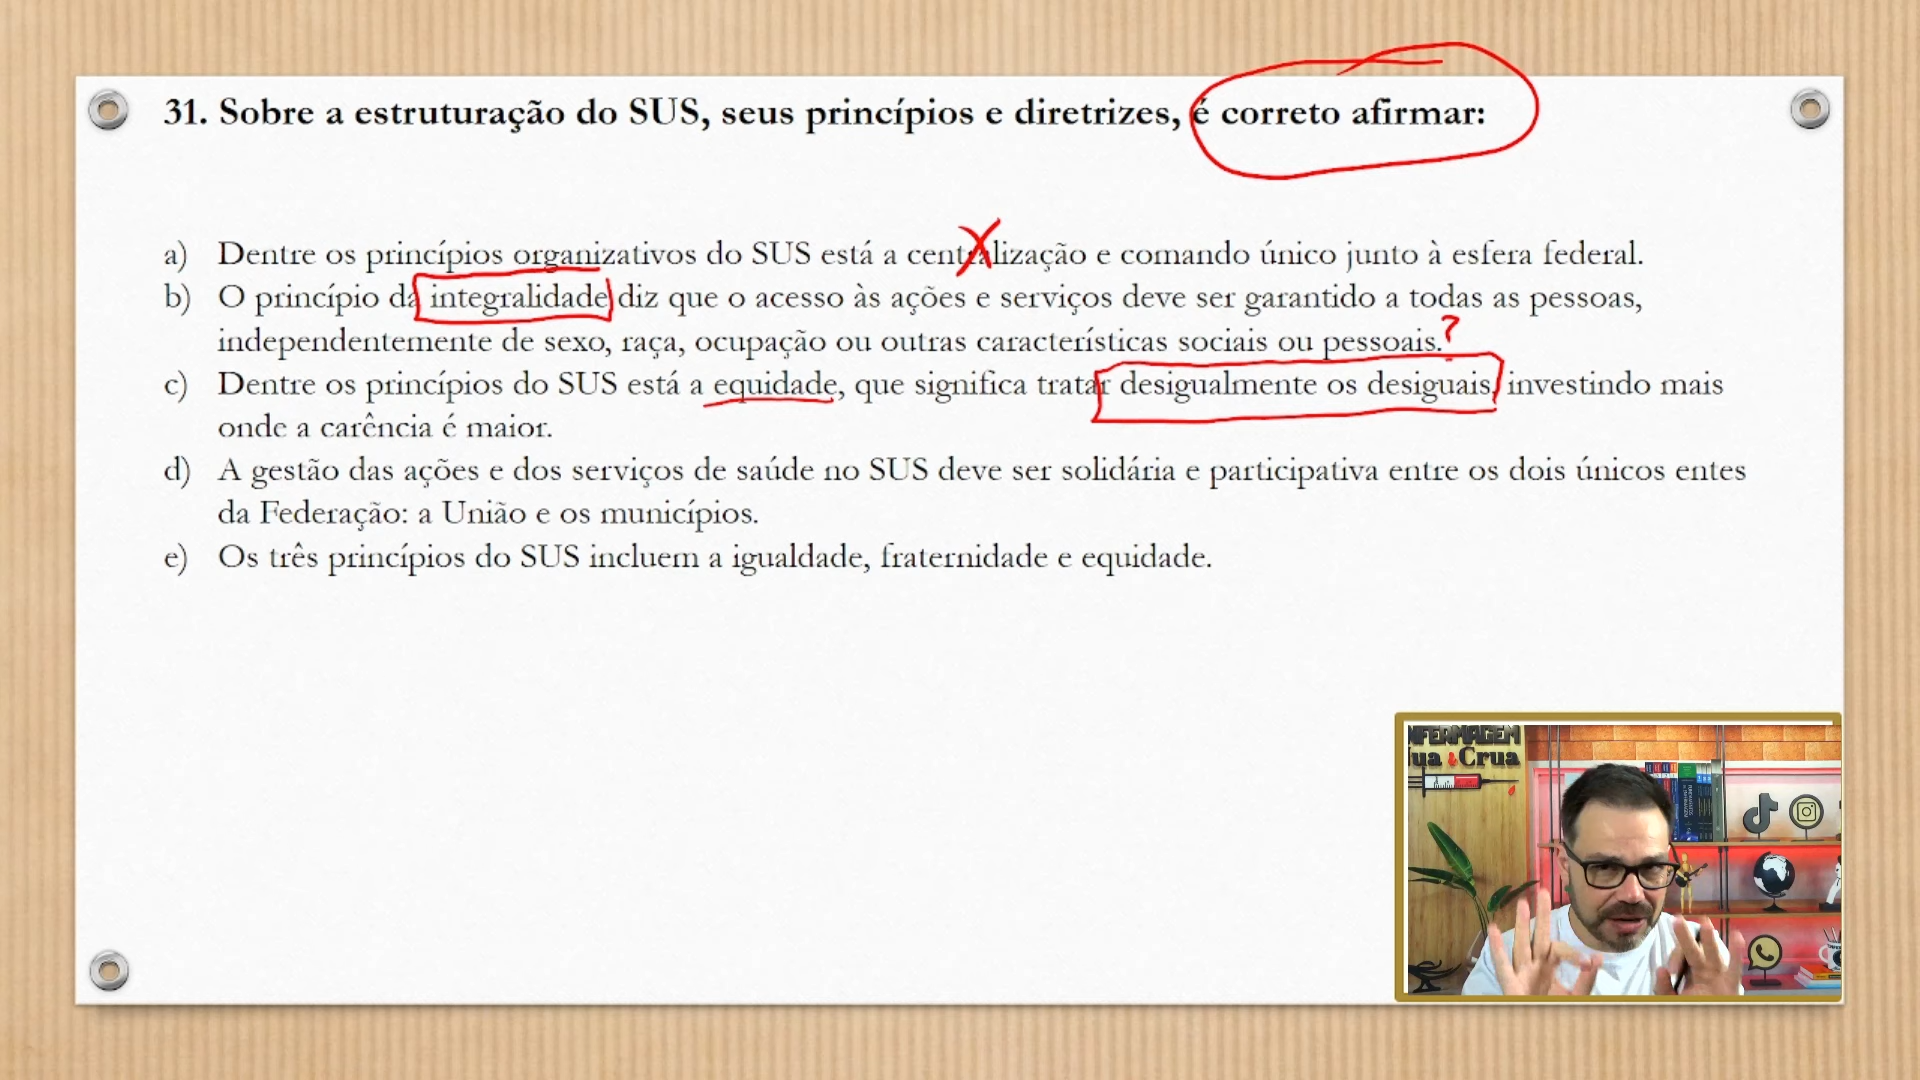 31. Sobre a estruturação do SUS, seus princípios e diretrizes, é correto afirmar:
a) Dentre os princípios organizativos do SUS está a centralização e comando único junto à esfera federal.
b) O princípio da integralidade diz que o acesso às ações e serviços deve ser garantido a todas as pessoas,
independentemente de sexo, raça, ocupação ou outras características sociais ou pessoais. ?
c) Dentre os princípios do SUS está a equidade, que significa tratar desigualmente os desiguais, investindo mais
onde a carência é maior.
d) A gestão das ações e dos serviços de saúde no SUS deve ser solidária e participativa entre os dois únicos entes
da Federação: a União e os municípios.
e) Os três princípios do SUS incluem a igualdade, fraternidade e equidade.
NFERMAGEM
ua & Crua